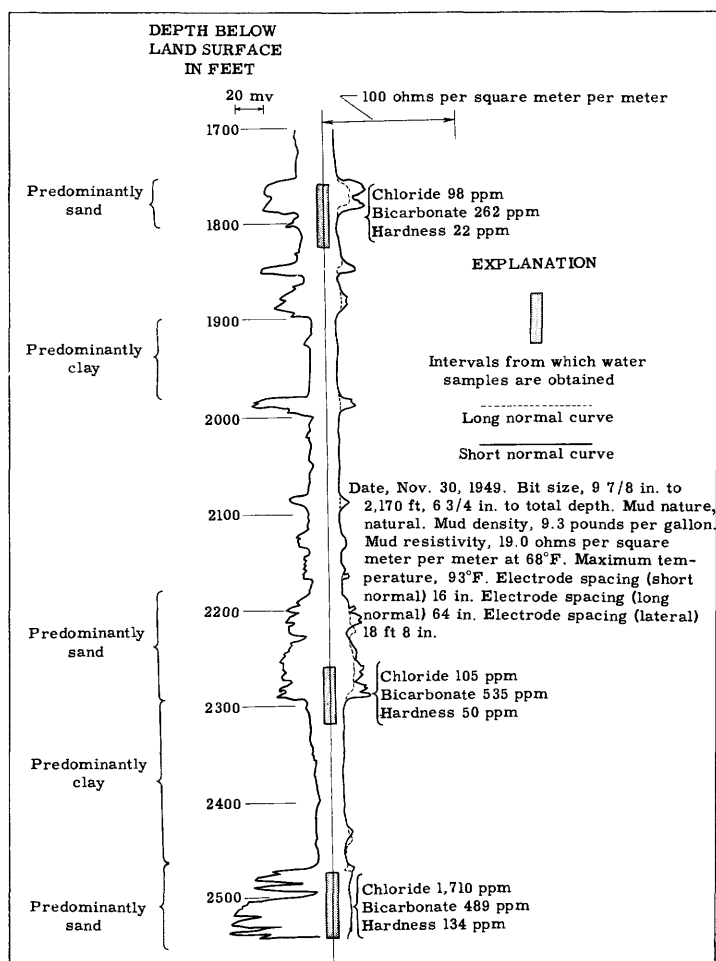 DEPTH BELOW
LAND SURFACE
IN FEET
20 mv
100 ohms per square meter per meter
1700
Predominantly
sand
Chloride 98 ppm
Bicarbonate 262 ppm
Hardness 22 ppm
1800
EXPLANATION
Intervals from which water
samples are obtained
Long normal curve
Short normal curve
1900
Predominantly
clay
2000
Date, Nov. 30, 1949. Bit size, 9 7/8 in. to
2,170 ft, 6 3/4 in. to total depth. Mud nature,
natural. Mud density, 9.3 pounds per gallon.
Mud resistivity, 19.0 ohms per square
meter per meter at 68°F. Maximum tem-
perature, 93°F. Electrode spacing (short
normal) 16 in. Electrode spacing (long
normal) 64 in. Electrode spacing (lateral)
18 ft 8 in.
2100
2200
Predominantly
sand
Chloride 105 ppm
Bicarbonate 535 ppm
Hardness 50 ppm
2300
Predominantly
clay
2400
Chloride 1,710 ppm
Bicarbonate 489 ppm
Hardness 134 ppm
2500
Predominantly
sand